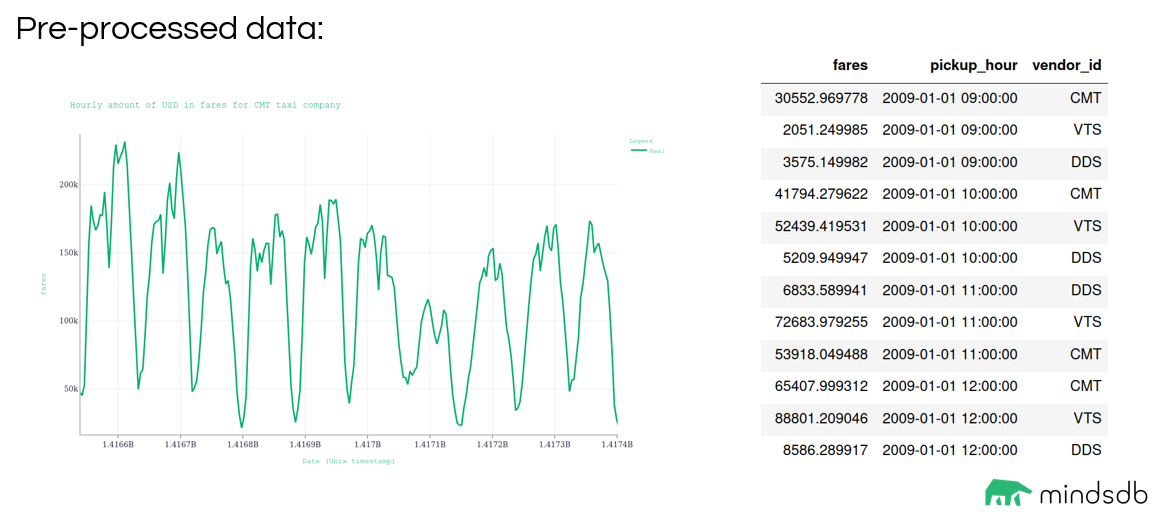 Pre-processed data:
Hourly amount of USD in fares for CMT taxi company
Legend
Real
200k
150k
100k
50k
fares
1.4166B 1.4167B 1.4168B 1.4169B 1.417B 1.4171B 1.4172B 1.4173B 1.4174B
Date (Unix timestamp)
fares pickup_hour vendor_id
30552.969778 2009-01-01 09:00:00 CMT
2051.249985 2009-01-01 09:00:00 VTS
3575.149982 2009-01-01 09:00:00 DDS
41794.279622 2009-01-01 10:00:00 CMT
52439.419531 2009-01-01 10:00:00 VTS
5209.949947 2009-01-01 10:00:00 DDS
6833.589941 2009-01-01 11:00:00 DDS
72683.979255 2009-01-01 11:00:00 VTS
53918.049488 2009-01-01 11:00:00 CMT
65407.999312 2009-01-01 12:00:00 CMT
88801.209046 2009-01-01 12:00:00 VTS
8586.289917 2009-01-01 12:00:00 DDS
mindsdb